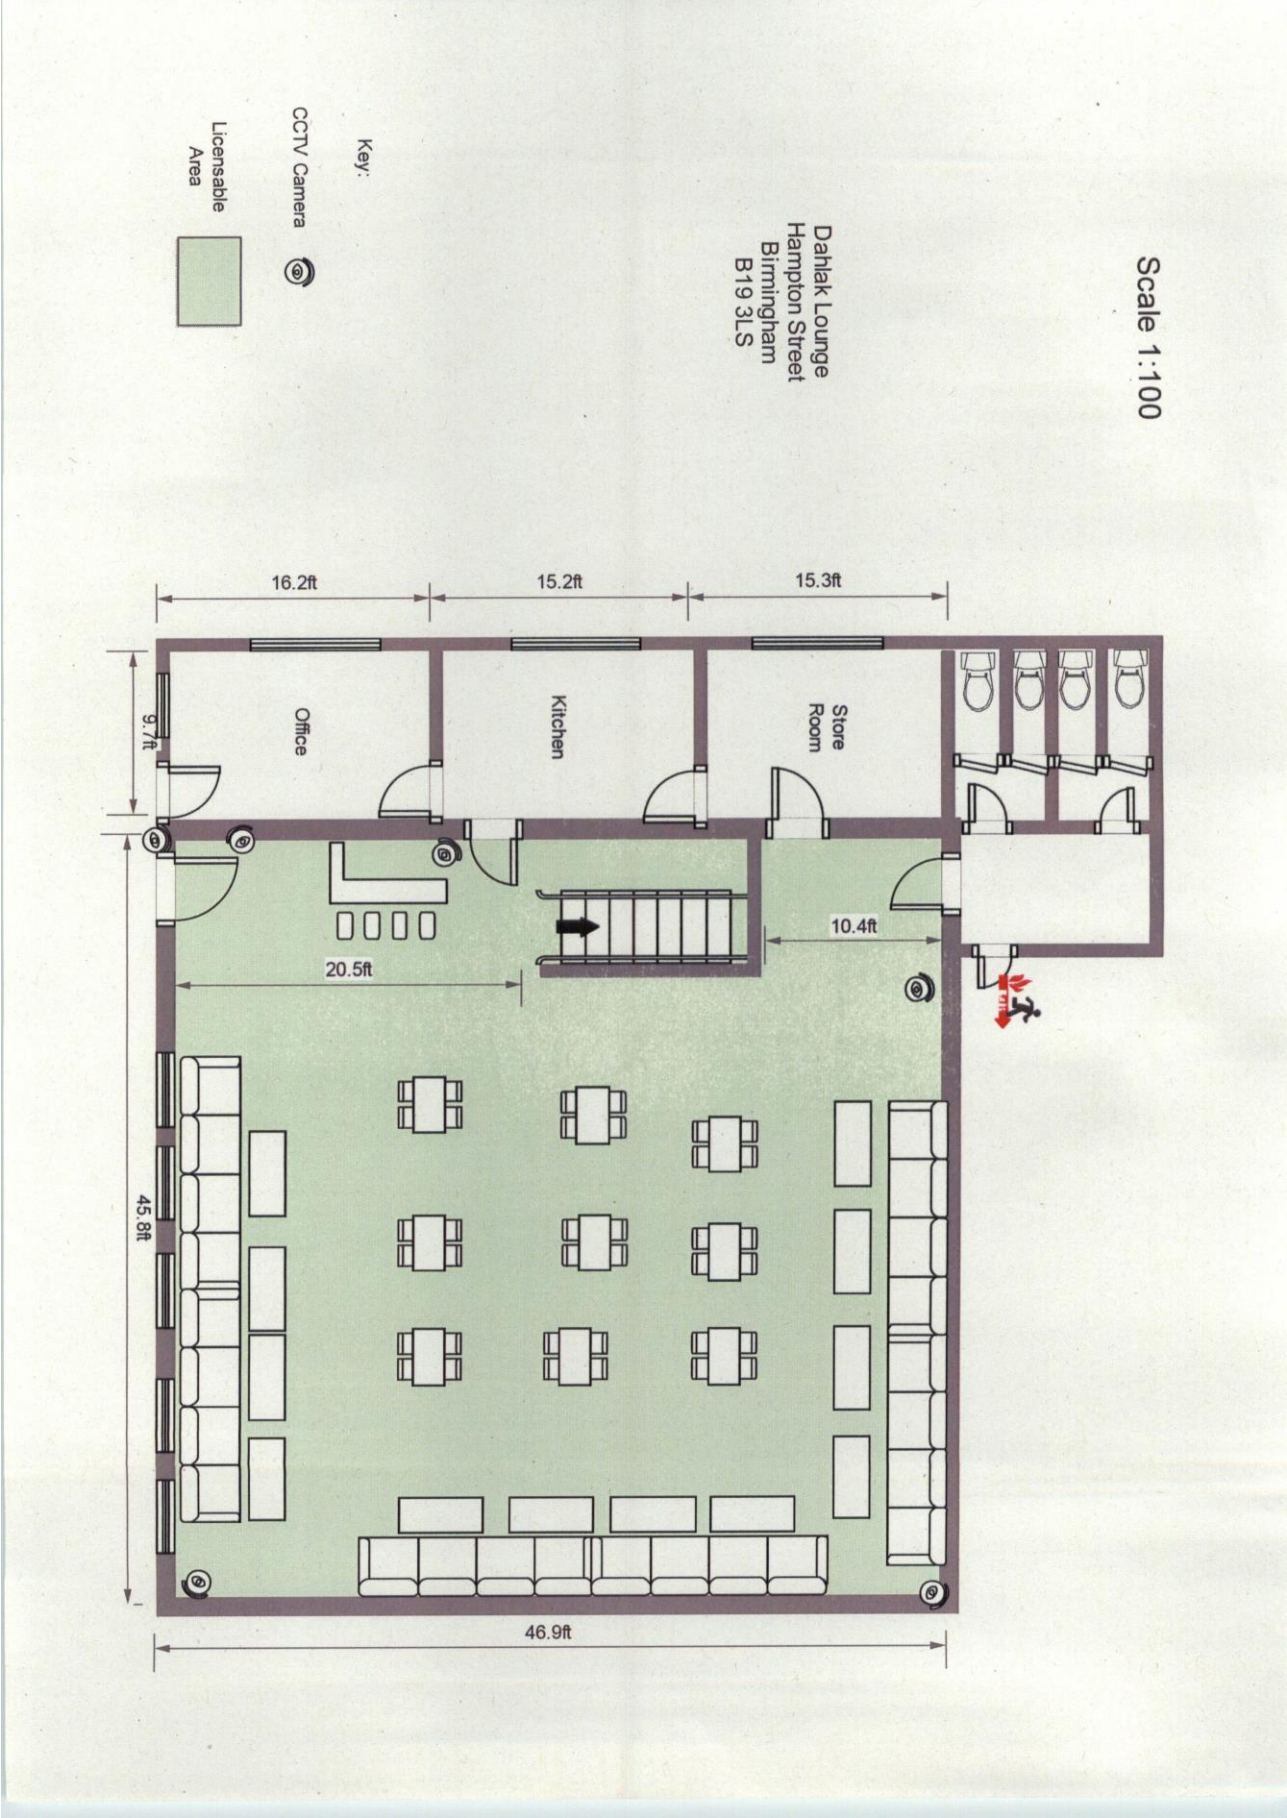 Scale 1:100
Dahlak Lounge
Hampton Street
Birmingham
B19 3LS
Key:
CCTV Camera
Licensable
Area
16.2ft
15.2ft
15.3ft
9.7ft
Office
Kitchen
Store
Room
20.5ft
10.4ft
45.8ft
46.9ft